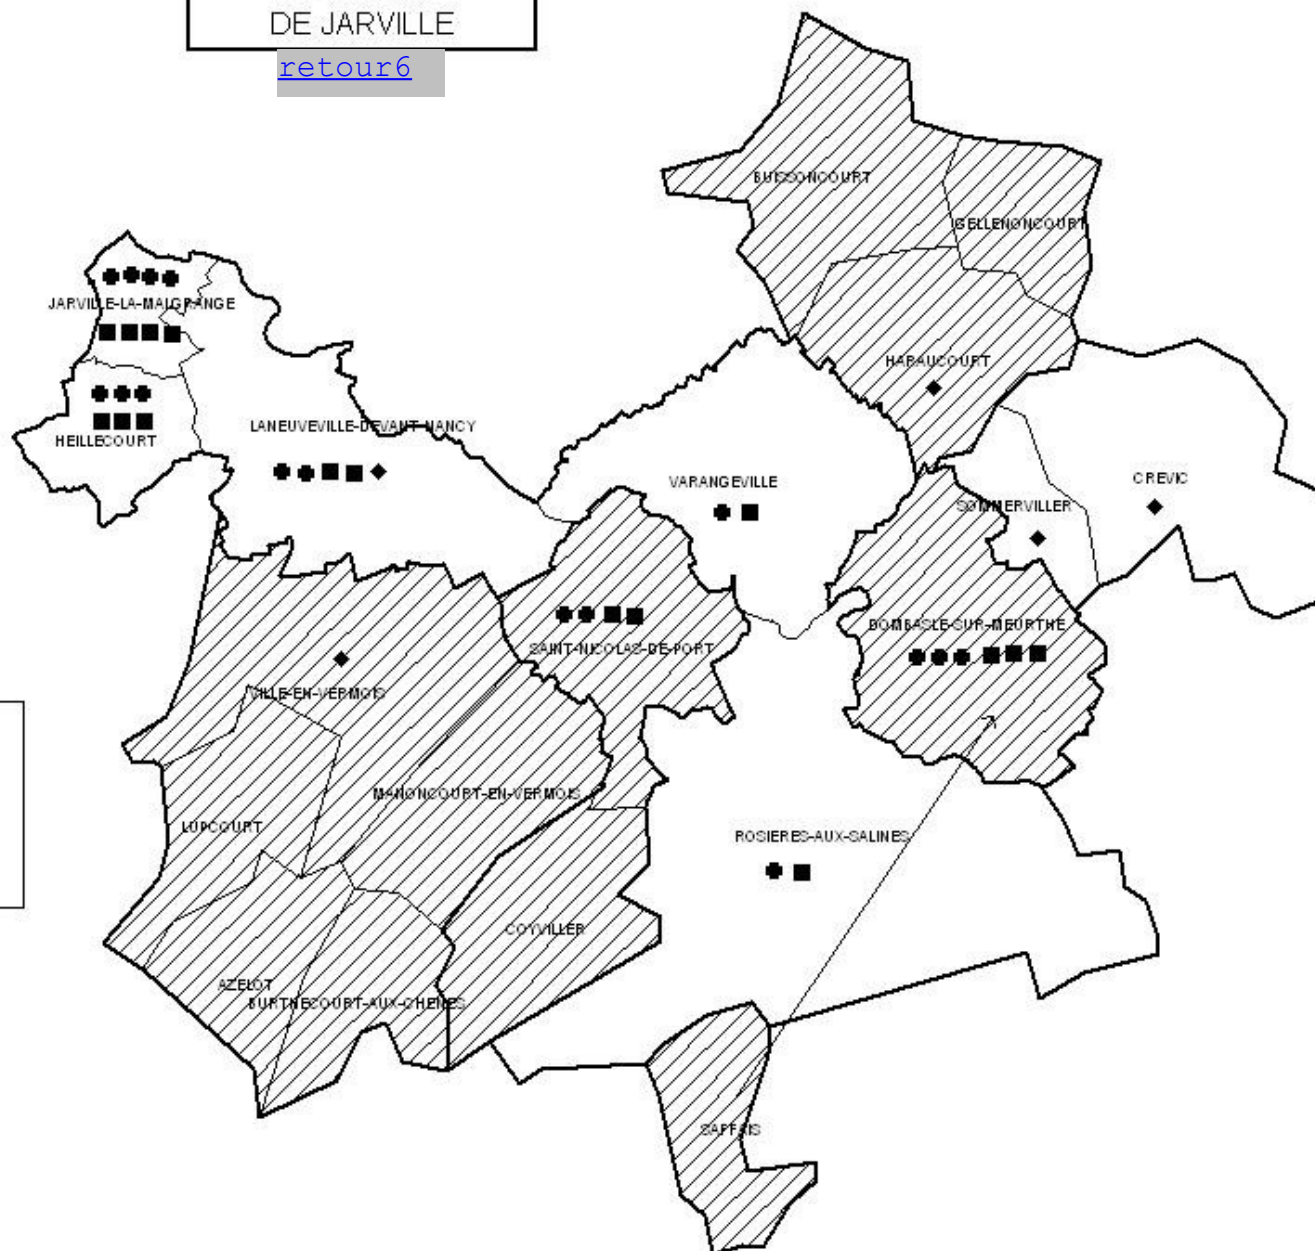 DE JARVILLE
retour6
BUISSONCOURT
GELLENONCOURT
JARVILLE-LA-MALGRANGE
HARAUCOURT
LANEUVEVILLE-DEVANT-NANCY
HEILLECOURT
VARANGEVILLE
CREVIC
SOMMERVILLER
DOMBASLE-SUR-MEURTHE
SAINT-NICOLAS-DE-PORT
VILLE-EN-VERMOIS
MANONCOURT-EN-VERMOIS
LUPCOURT
ROSIERES-AUX-SALINES
COYVILLER
AZELOT
BURTHECOURT-AUX-CHENES
SAFFAIS